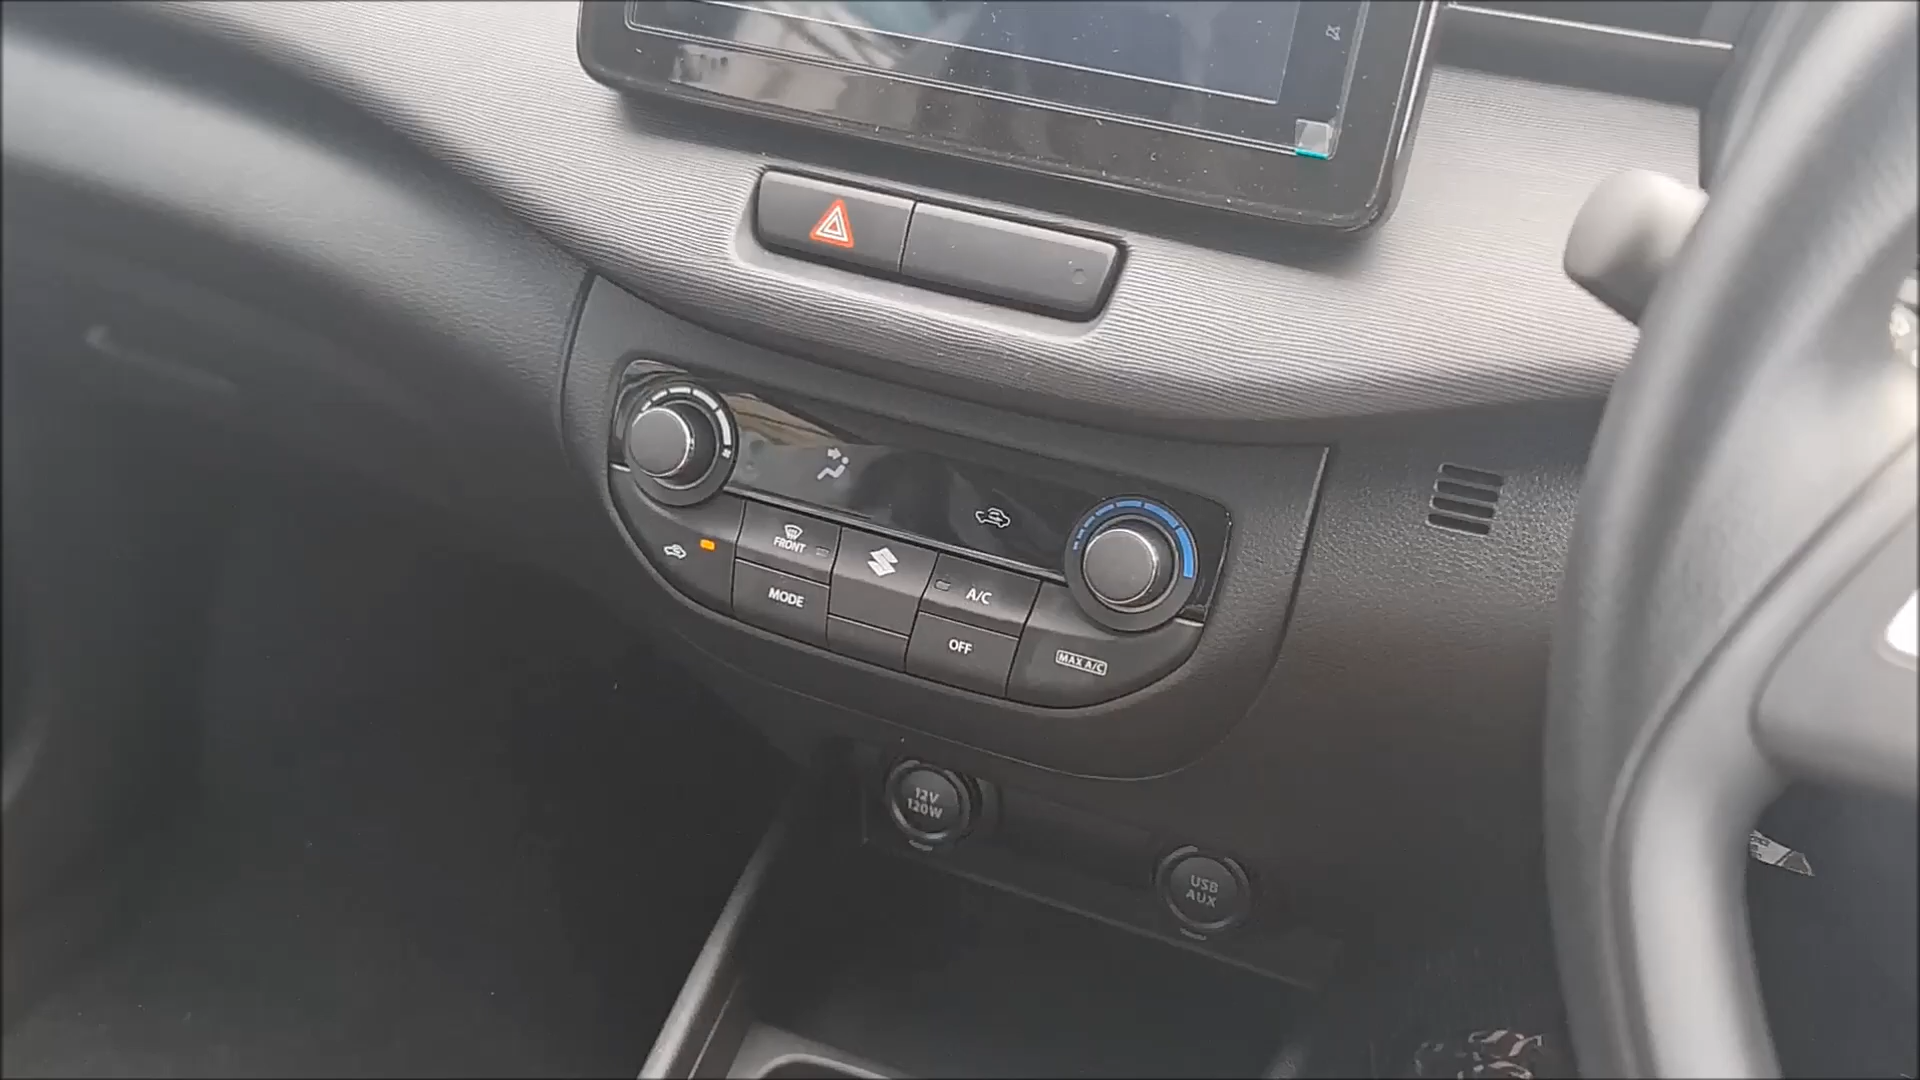 FRONT
MODE
A/C
OFF
MAX A/C
12V
120W
USB
AUX